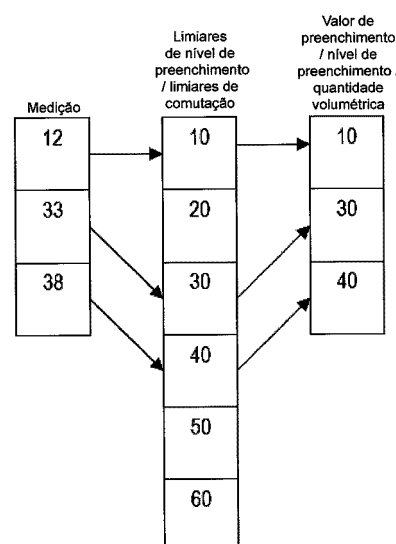 Medição
12
33
38
Limiares
de nível de
preenchimento
/ limiares de
comutação
10
20
30
40
50
60
Valor de
preenchimento
/ nível de
preenchimento /
quantidade
volumétrica
10
30
40